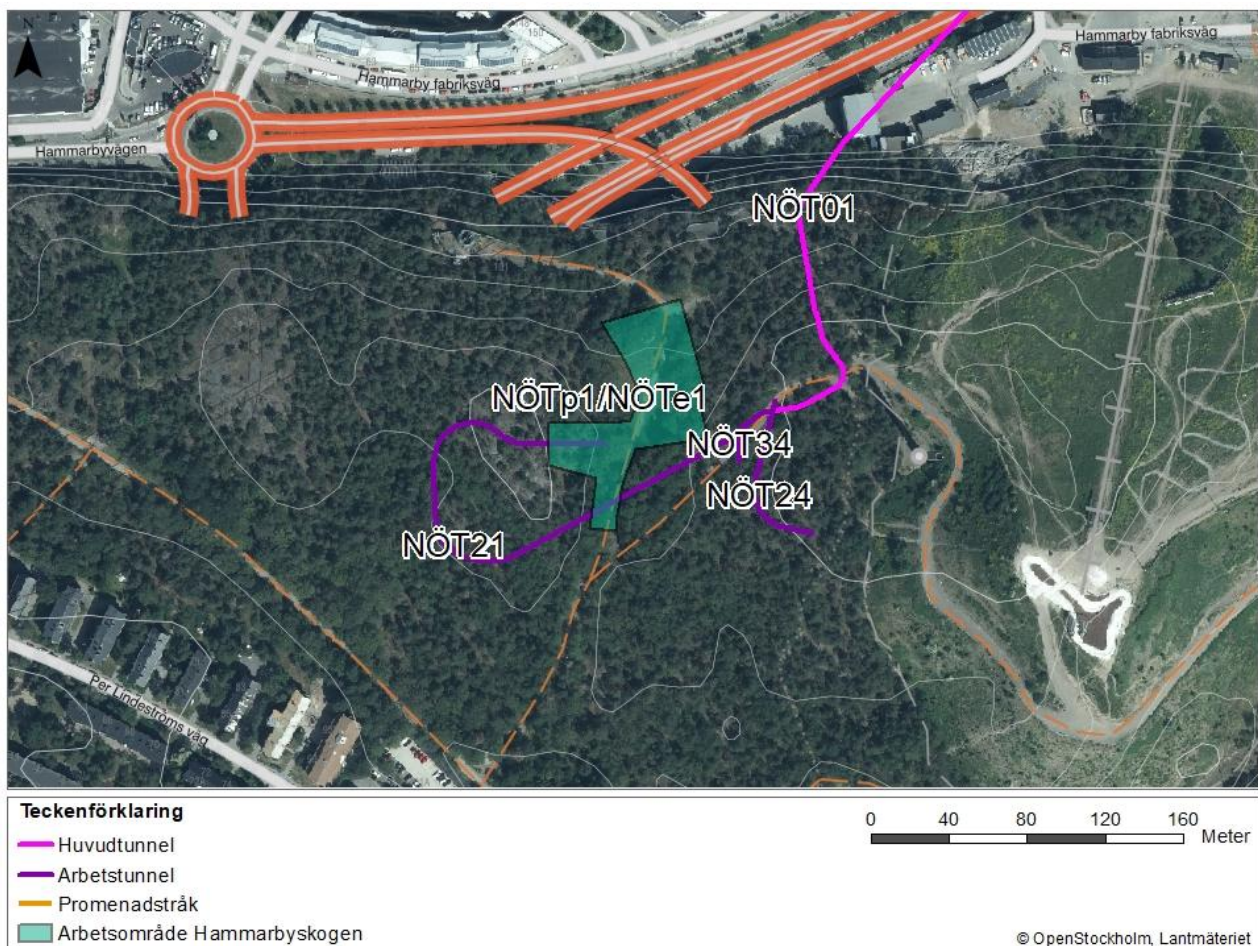 N
Hammarby fabriksväg
Hammarby fabriksväg
150
Hammarbyvägen
NÖT01
NÖTp1/NÖTe1
NÖT34
NÖT24
NÖT21
Per Lindeströms väg
Teckenförklaring
Huvudtunnel
Arbetstunnel
Promenadstråk
Arbetsområde Hammarbyskogen
0 40 80 120 160
Meter
© OpenStockholm, Lantmäteriet